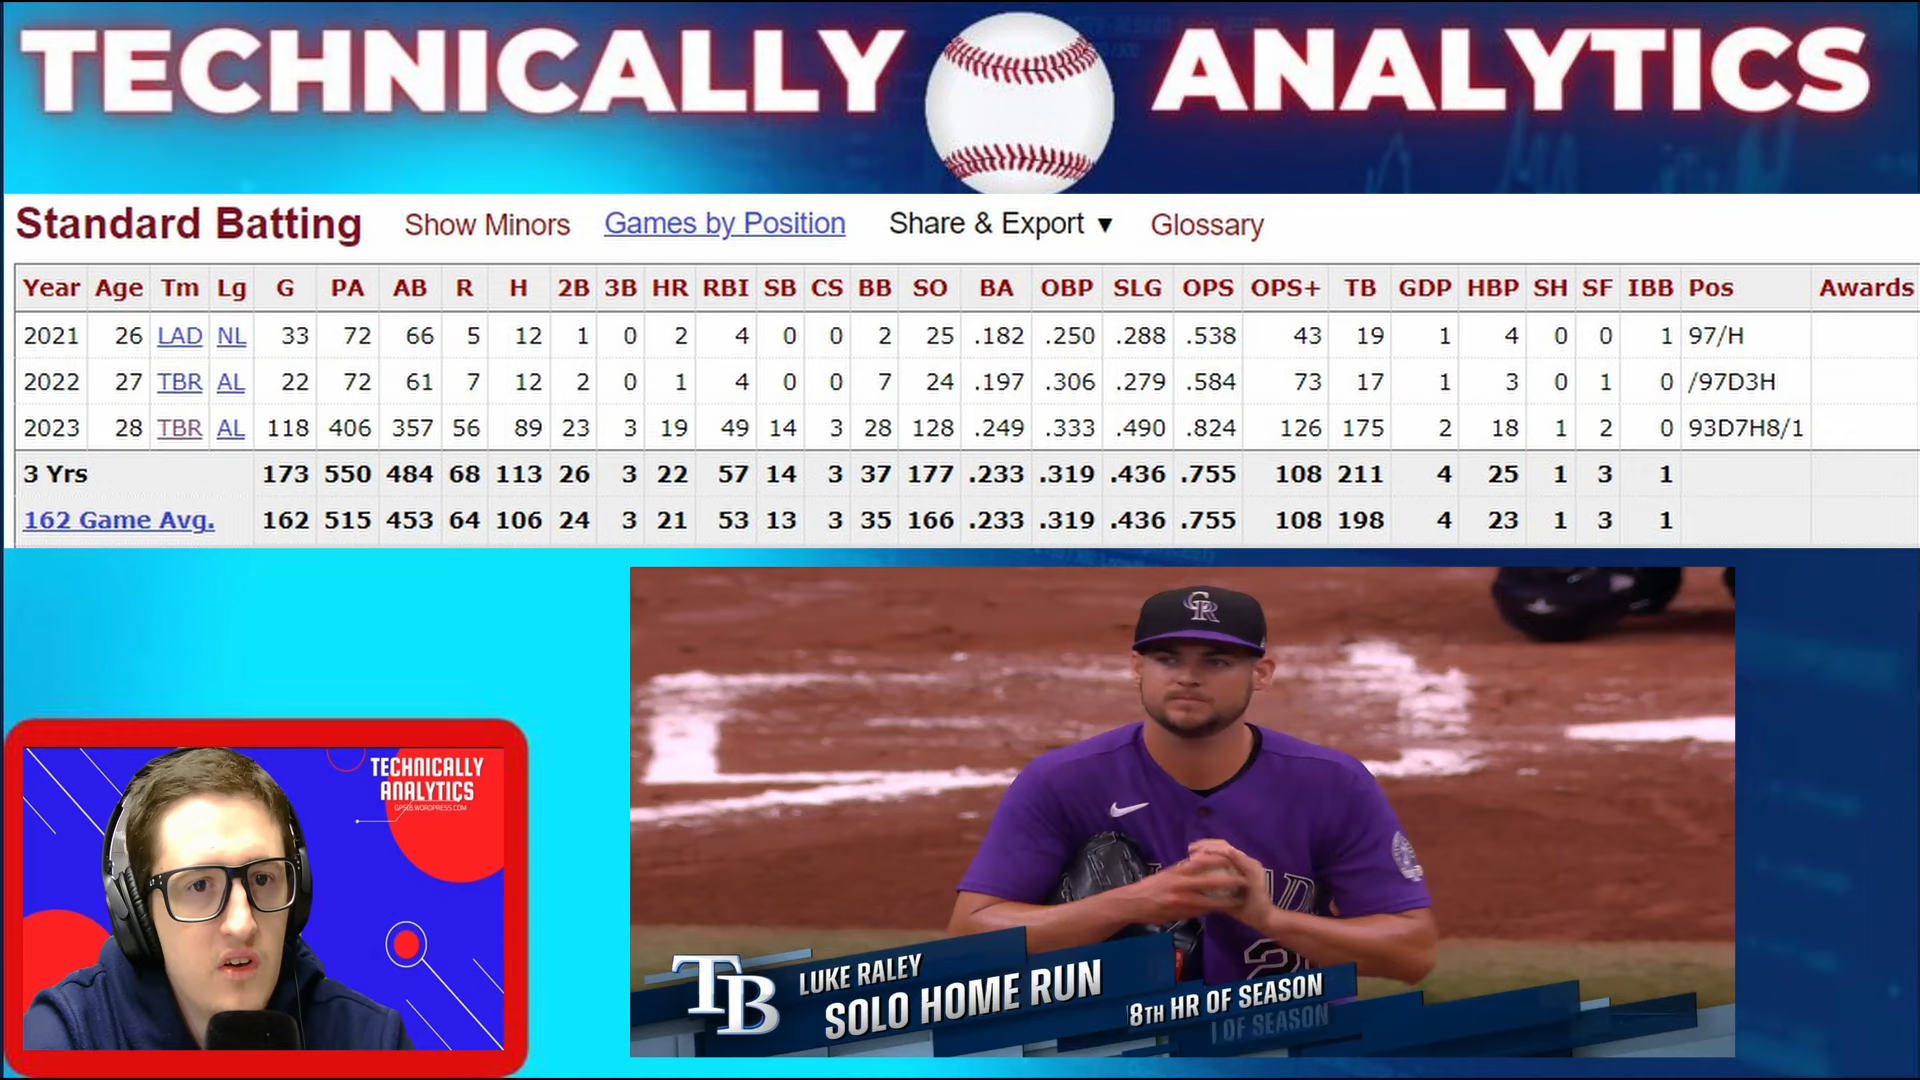 TECHNICALLY ANALYTICS
Standard Batting Show Minors Games by Position Share & Export ▼ Glossary
Year Age Tm Lg G PA AB R H 2B 3B HR RBI SB CS BB SO BA OBP SLG OPS OPS+ TB GDP HBP SH SF IBB Pos Awards
2021 26 LAD NL 33 72 66 5 12 1 0 2 4 0 0 2 25 .182 .250 .288 .538 43 19 1 4 0 0 1 97/H
2022 27 TBR AL 22 72 61 7 12 2 0 1 4 0 0 7 24 .197 .306 .279 .584 73 17 1 3 0 1 0 /97D3H
2023 28 TBR AL 118 406 357 56 89 23 3 19 49 14 3 28 128 .249 .333 .490 .824 126 175 2 18 1 2 0 93D7H8/1
3 Yrs 173 550 484 68 113 26 3 22 57 14 3 37 177 .233 .319 .436 .755 108 211 4 25 1 3 1
162 Game Avg. 162 515 453 64 106 24 3 21 53 13 3 35 166 .233 .319 .436 .755 108 198 4 23 1 3 1
CR
TECHNICALLY
ANALYTICS
GPS05.WORDPRESS.COM
TB
LUKE RALEY
SOLO HOME RUN
8TH HR OF SEASON
OF SEASON